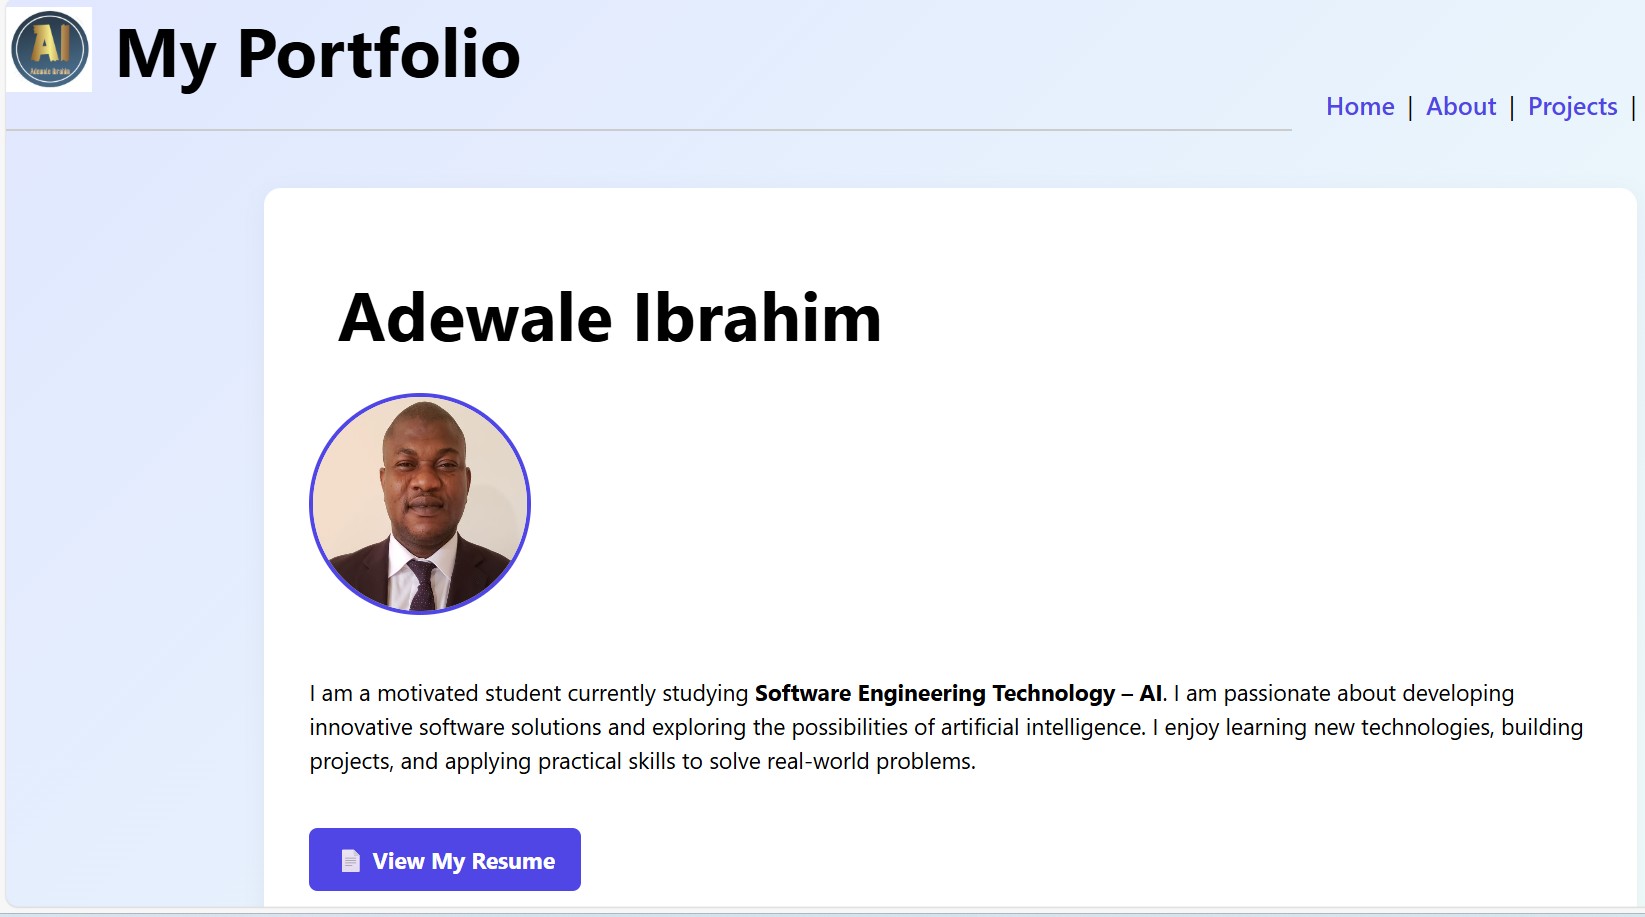 AI
Adewale Ibrahim
My Portfolio
Home | About | Projects |
Adewale Ibrahim
I am a motivated student currently studying Software Engineering Technology – AI. I am passionate about developing
innovative software solutions and exploring the possibilities of artificial intelligence. I enjoy learning new technologies, building
projects, and applying practical skills to solve real-world problems.
View My Resume